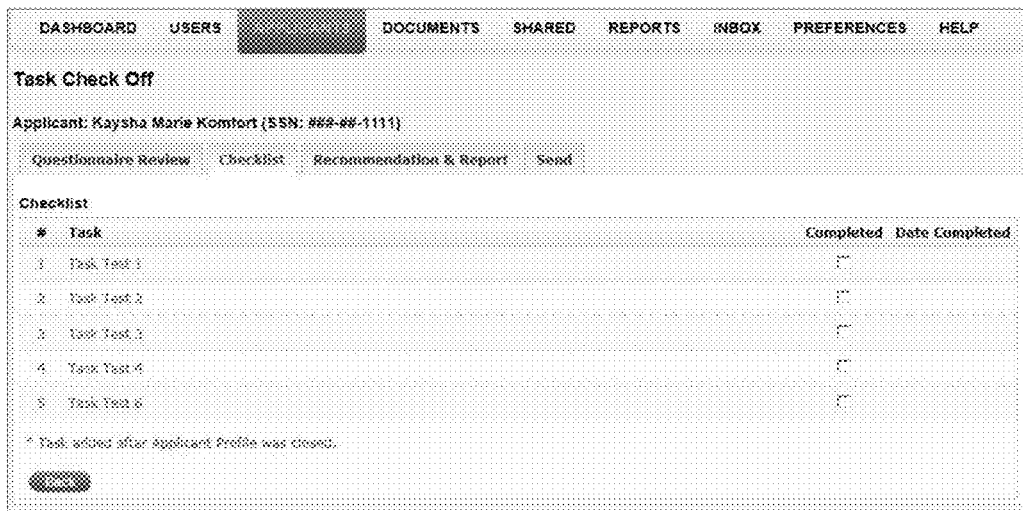 DASHBOARD USERS DOCUMENTS SHARED REPORTS INBOX PREFERENCES HELP
Task Check Off
Applicant: Kaysha Marie Komfort (SSN: ###-##-1111)
Questionnaire Review Checklist Recommendation & Report Send
Checklist
# Task Completed Date Completed
1 Task Test 1
2 Task Test 2
3 Task Test 3
4 Task Test 4
5 Task Test 6
* Task added after Applicant Profile was closed.